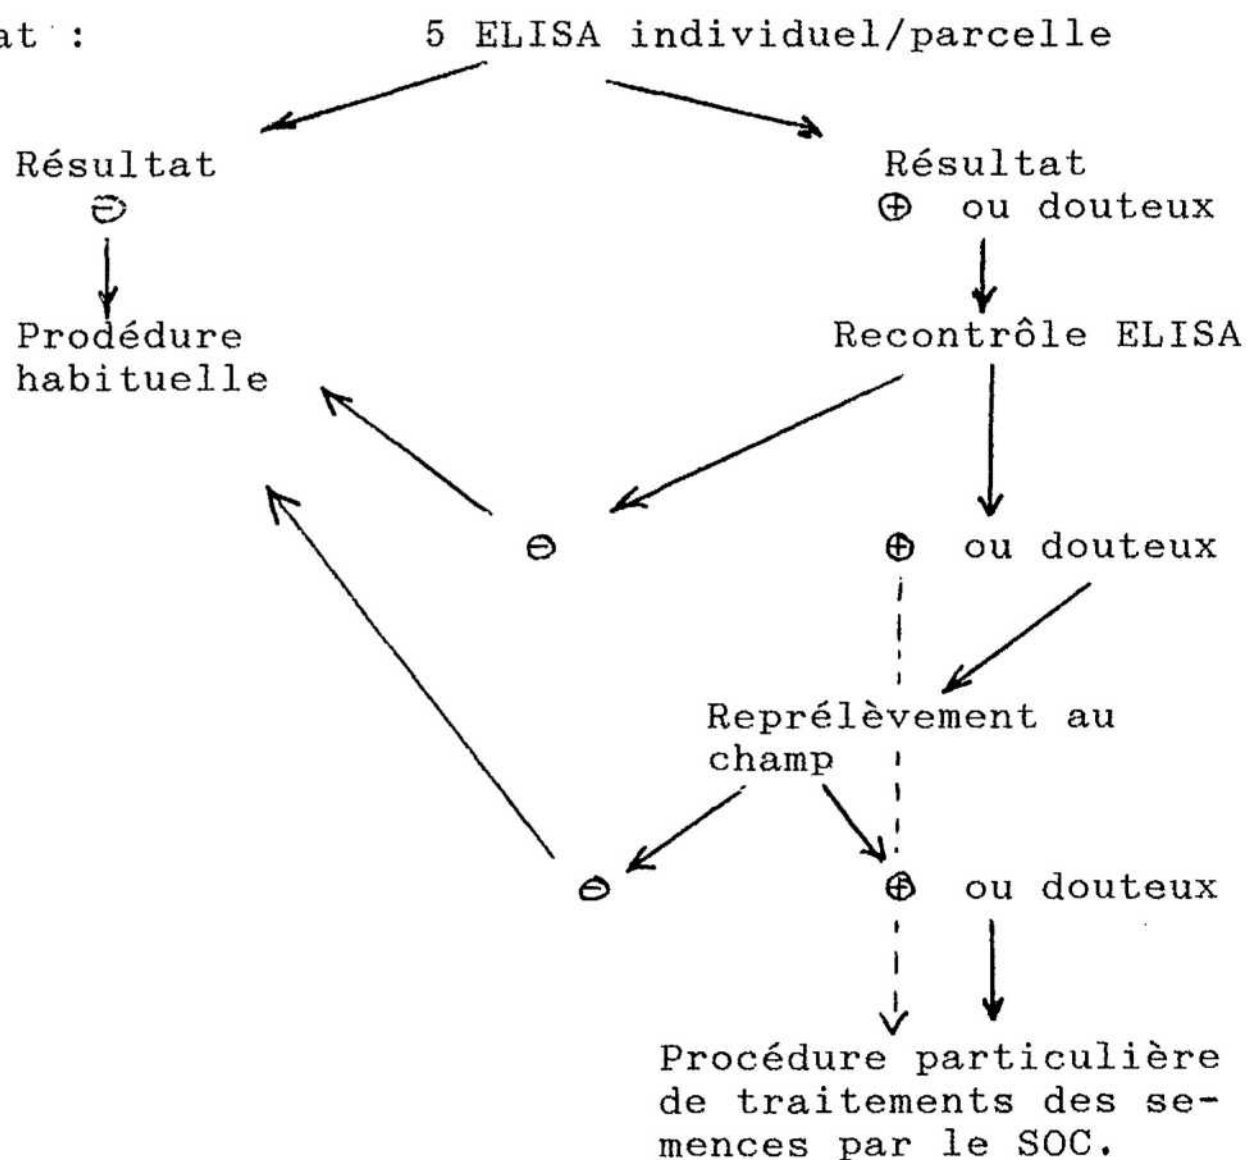 at : 5 ELISA individuel/parcelle
Résultat Résultat
⊖ ⊕ ou douteux
Prodédure Recontrôle ELISA
habituelle
⊖ ⊕ ou douteux
Reprélèvement au
champ
⊖ ⊕ ou douteux
Procédure particulière
de traitements des se-
mences par le SOC.